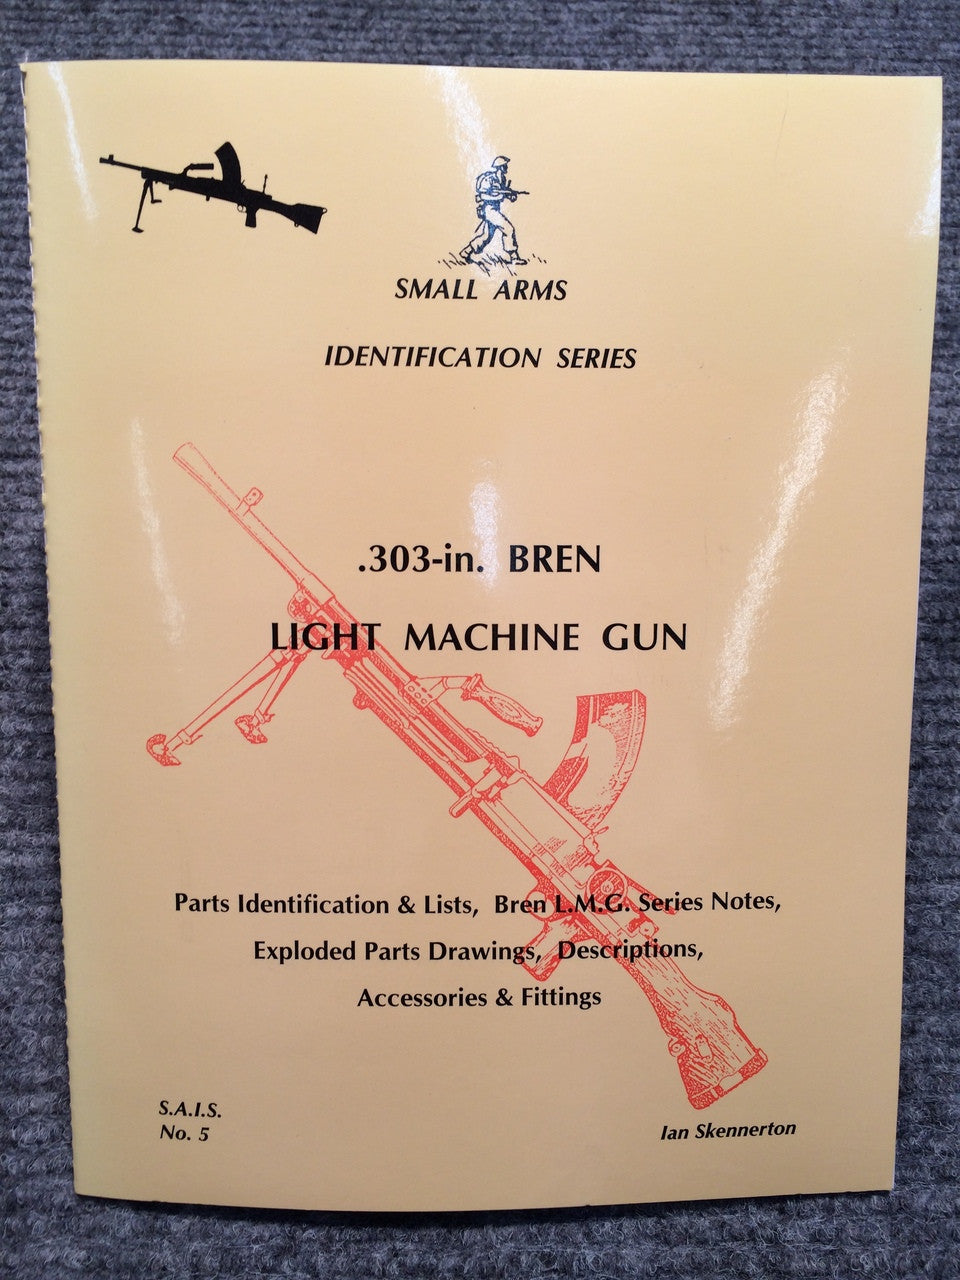 SMALL ARMS
IDENTIFICATION SERIES
.303-in. BREN
LIGHT MACHINE GUN
Parts Identification & Lists, Bren L.M.G. Series Notes,
Exploded Parts Drawings, Descriptions,
Accessories & Fittings
S.A.I.S.
No. 5
Ian Skennerton